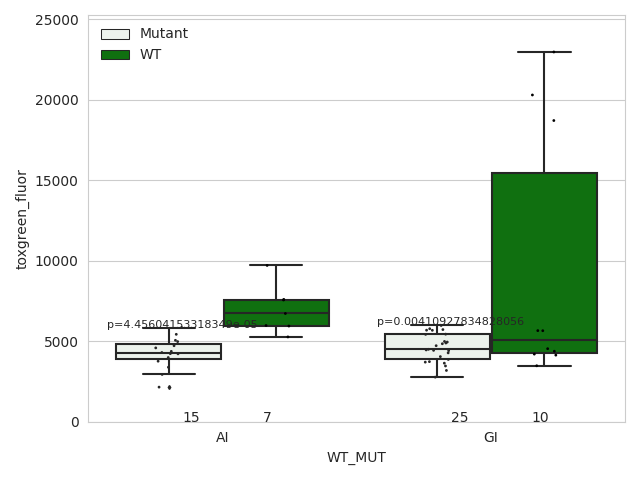 Mutant
WT
25000
20000
15000
10000
5000
0
toxgreen_fluor
p=4.45604153318349e-05
p=0.00410927834828056
15
7
25
10
AI
GI
WT_MUT